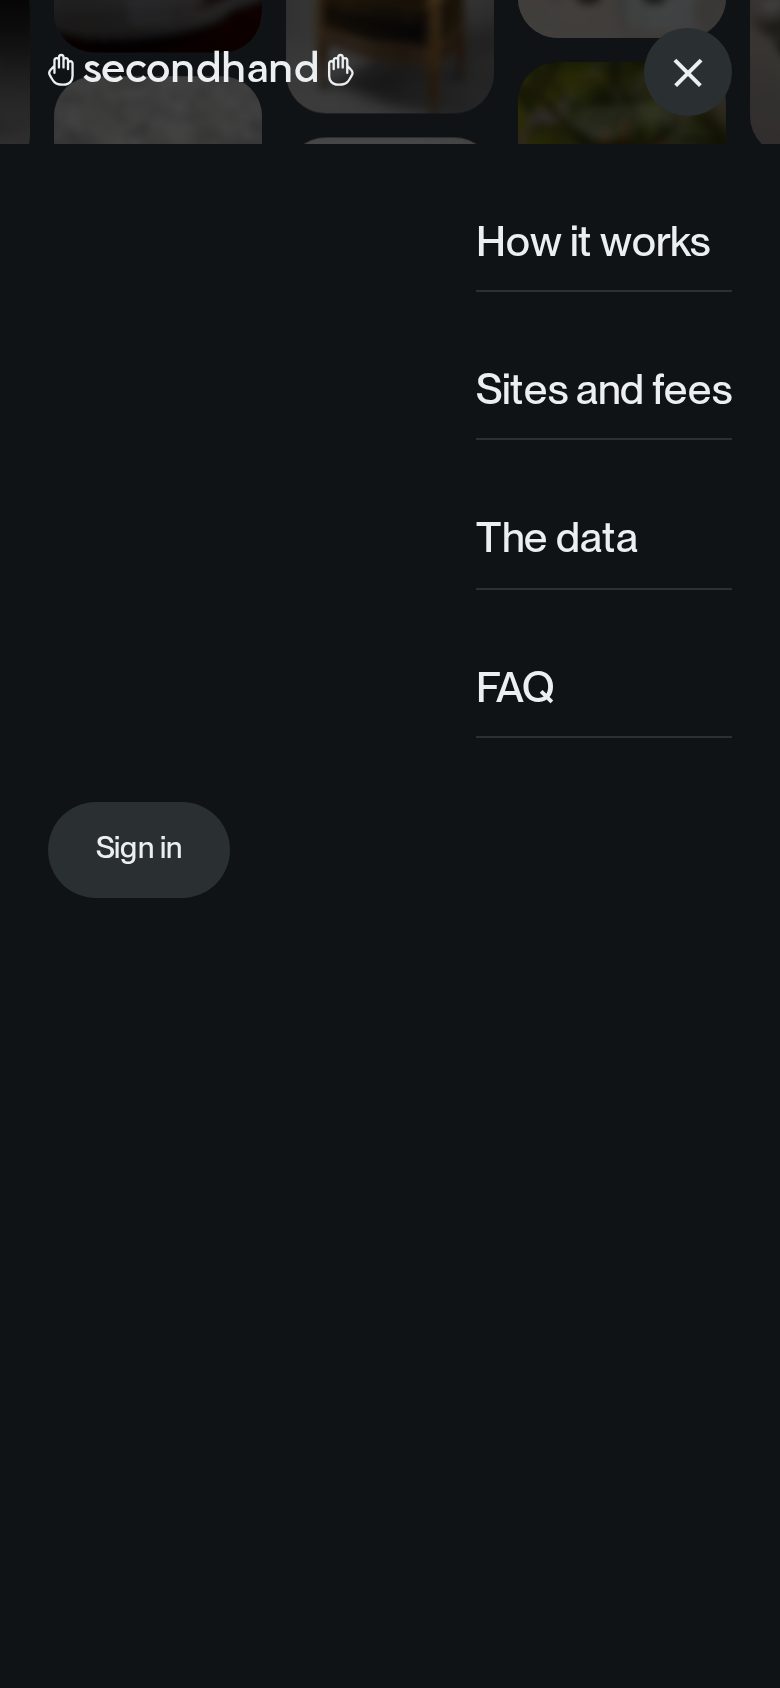 secondhand
How it works
Sites and fees
The data
FAQ
Sign in